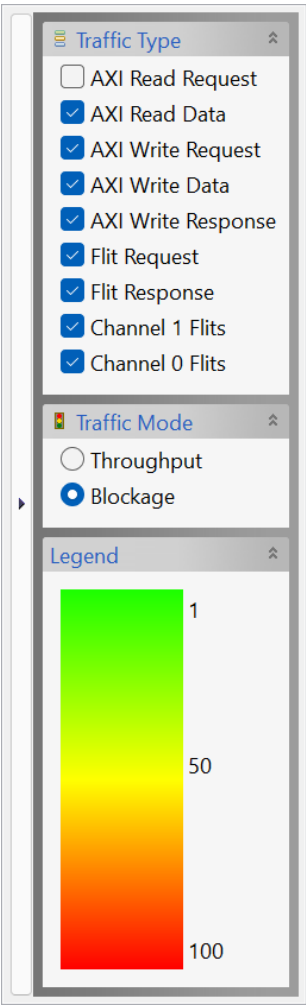 Traffic Type
AXI Read Request
AXI Read Data
AXI Write Request
AXI Write Data
AXI Write Response
Flit Request
Flit Response
Channel 1 Flits
Channel 0 Flits
Traffic Mode
Throughput
Blockage
Legend
1
50
100